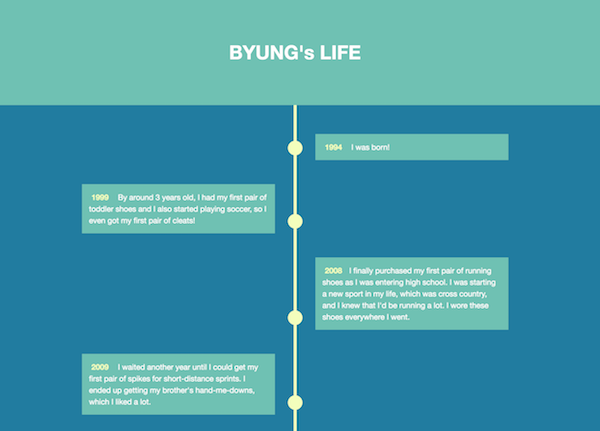 BYUNG's LIFE
1994 I was born!
1999 By around 3 years old, I had my first pair of
toddler shoes and I also started playing soccer, so I
even got my first pair of cleats!
2008 I finally purchased my first pair of running
shoes as I was entering high school. I was starting
a new sport in my life, which was cross country,
and I knew that I'd be running a lot. I wore these
shoes everywhere I went.
2009 I waited another year until I could get my
first pair of spikes for short-distance sprints. I
ended up getting my brother's hand-me-downs,
which I liked a lot.